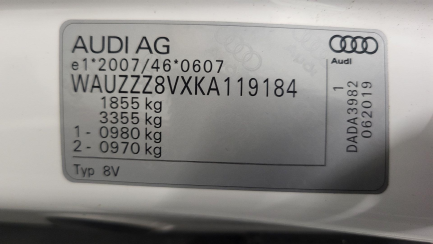 AUDI AG
e1*2007/46*0607
WAUZZZ8VXKA119184
1855 kg
3355 kg
1 - 0980 kg
2 - 0970 kg
Typ 8V
Audi
1
DADA3982
062019